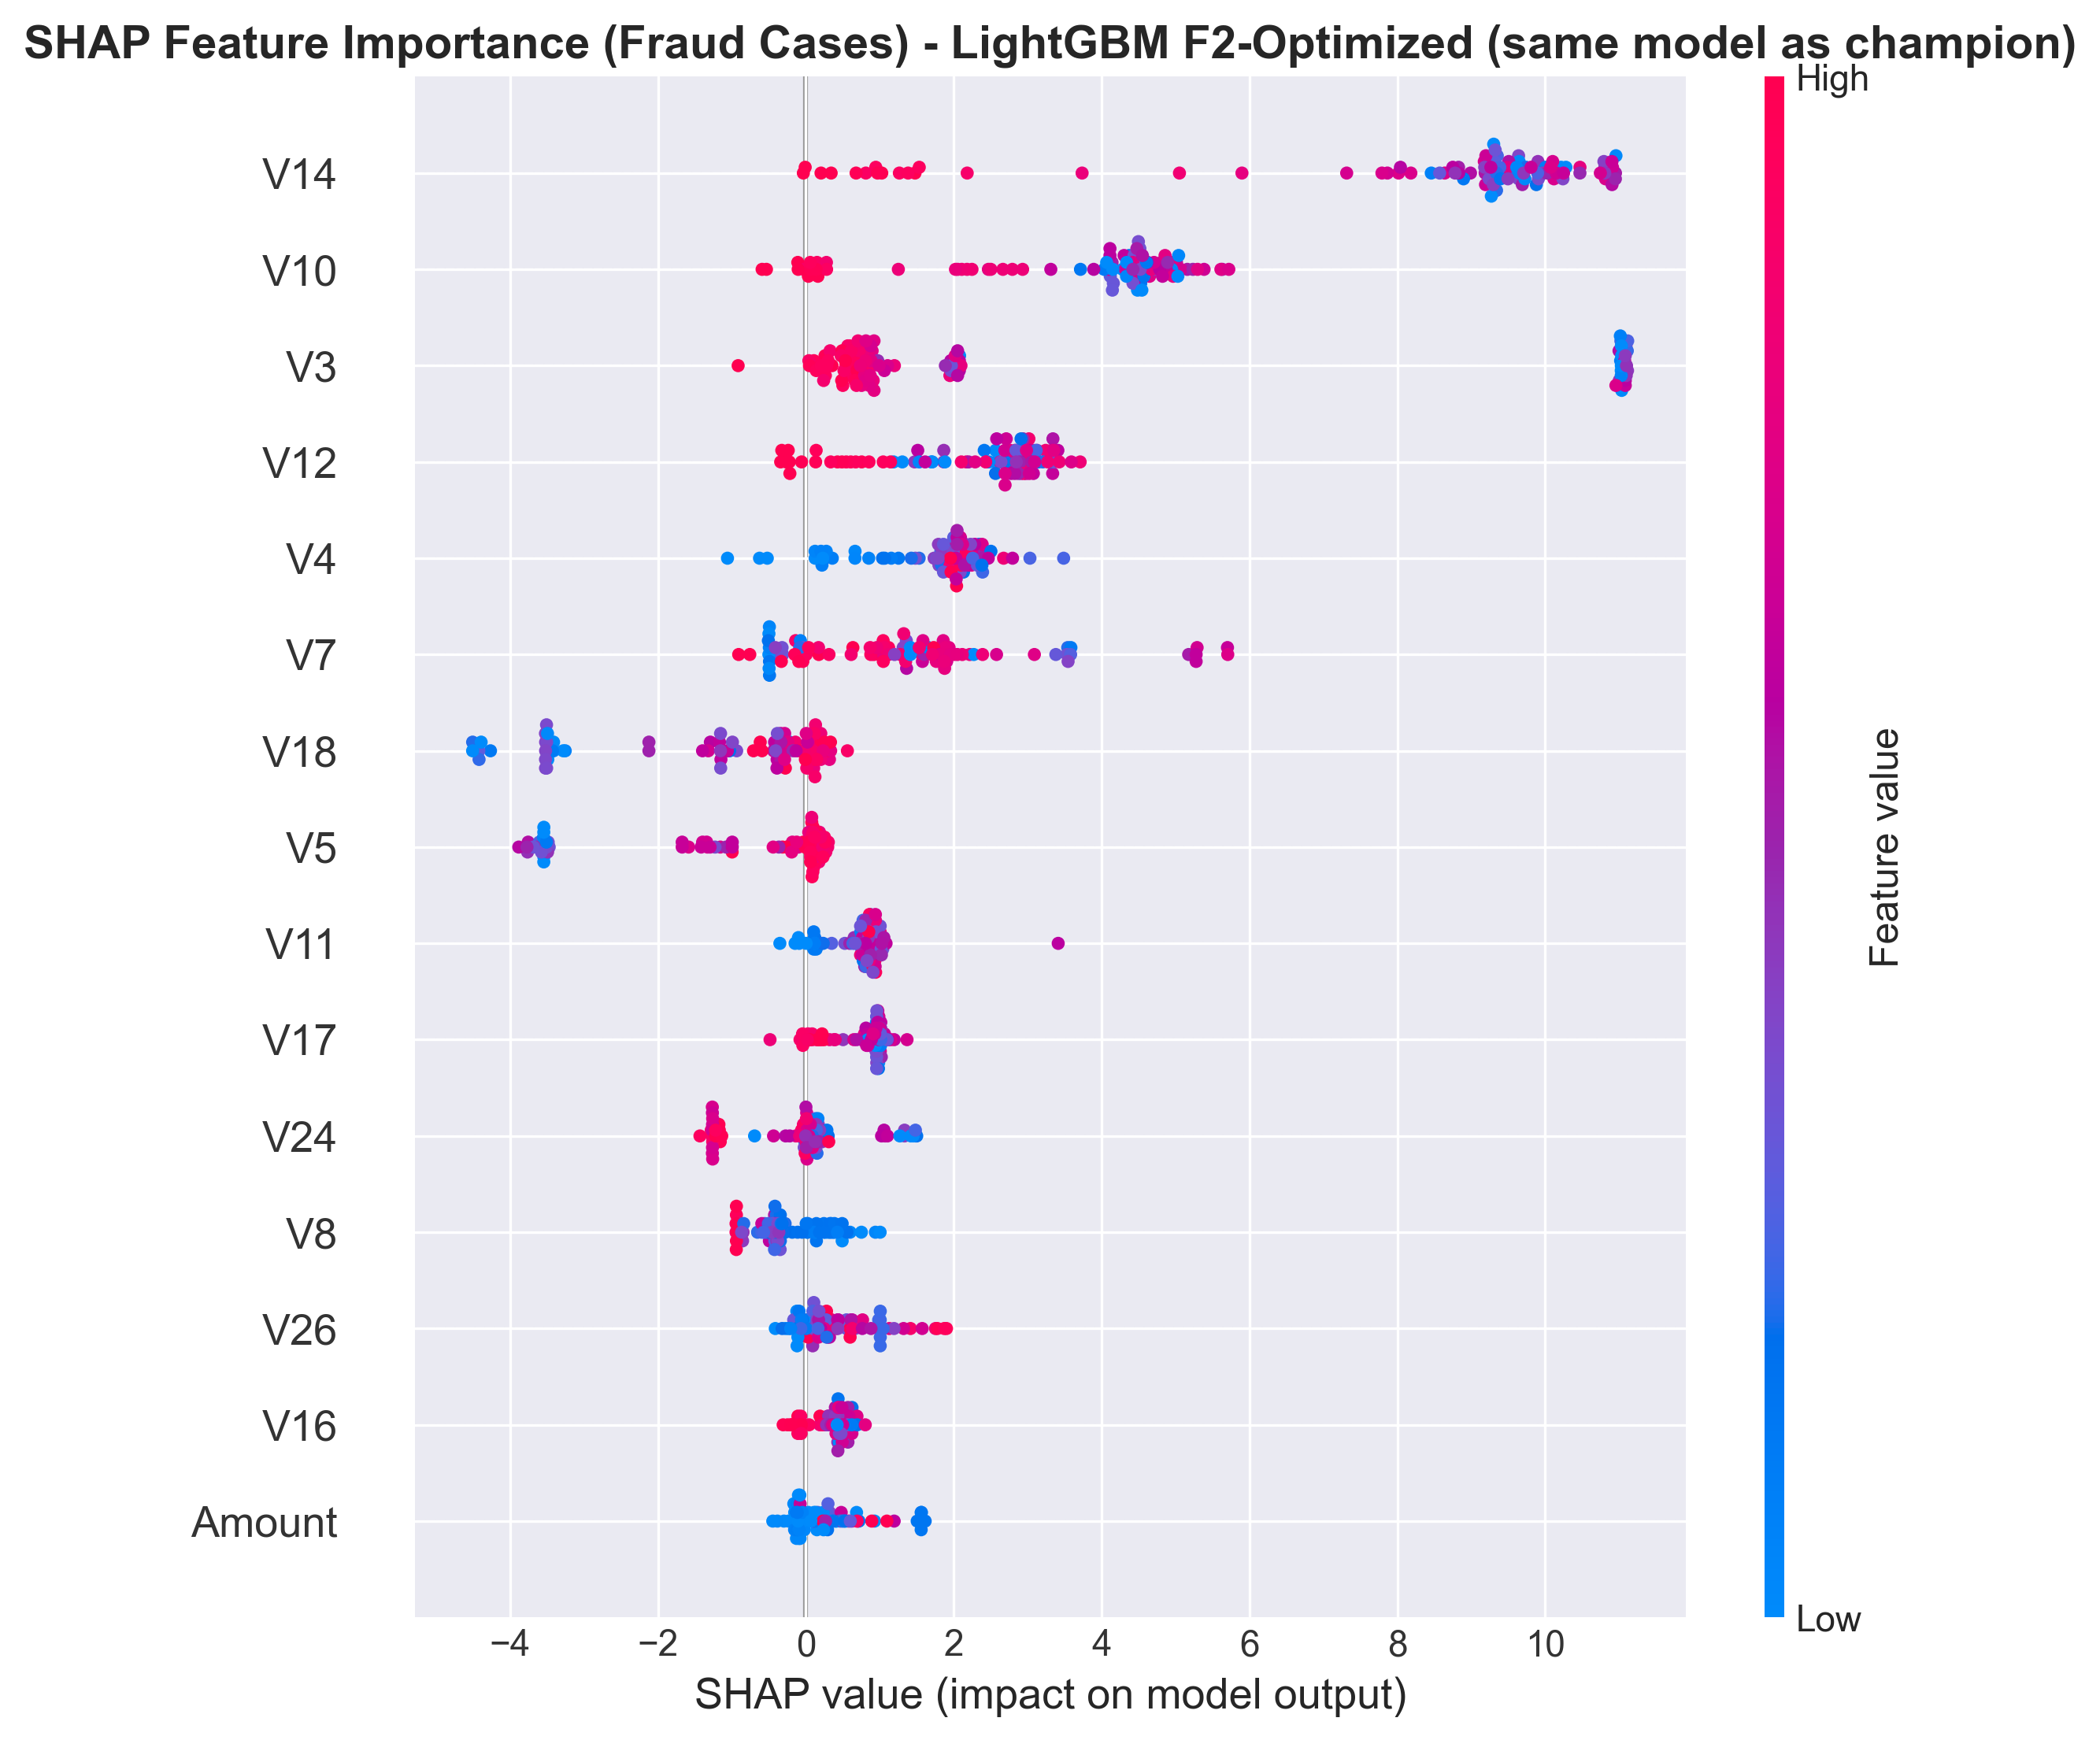 SHAP Feature Importance (Fraud Cases) - LightGBM F2-Optimized (same model as champion)
High
V14
V10
V3
V12
V4
V7
V18
V5
V11
V17
V24
V8
V26
V16
Amount
Feature value
Low
−4 −2 0 2 4 6 8 10
SHAP value (impact on model output)